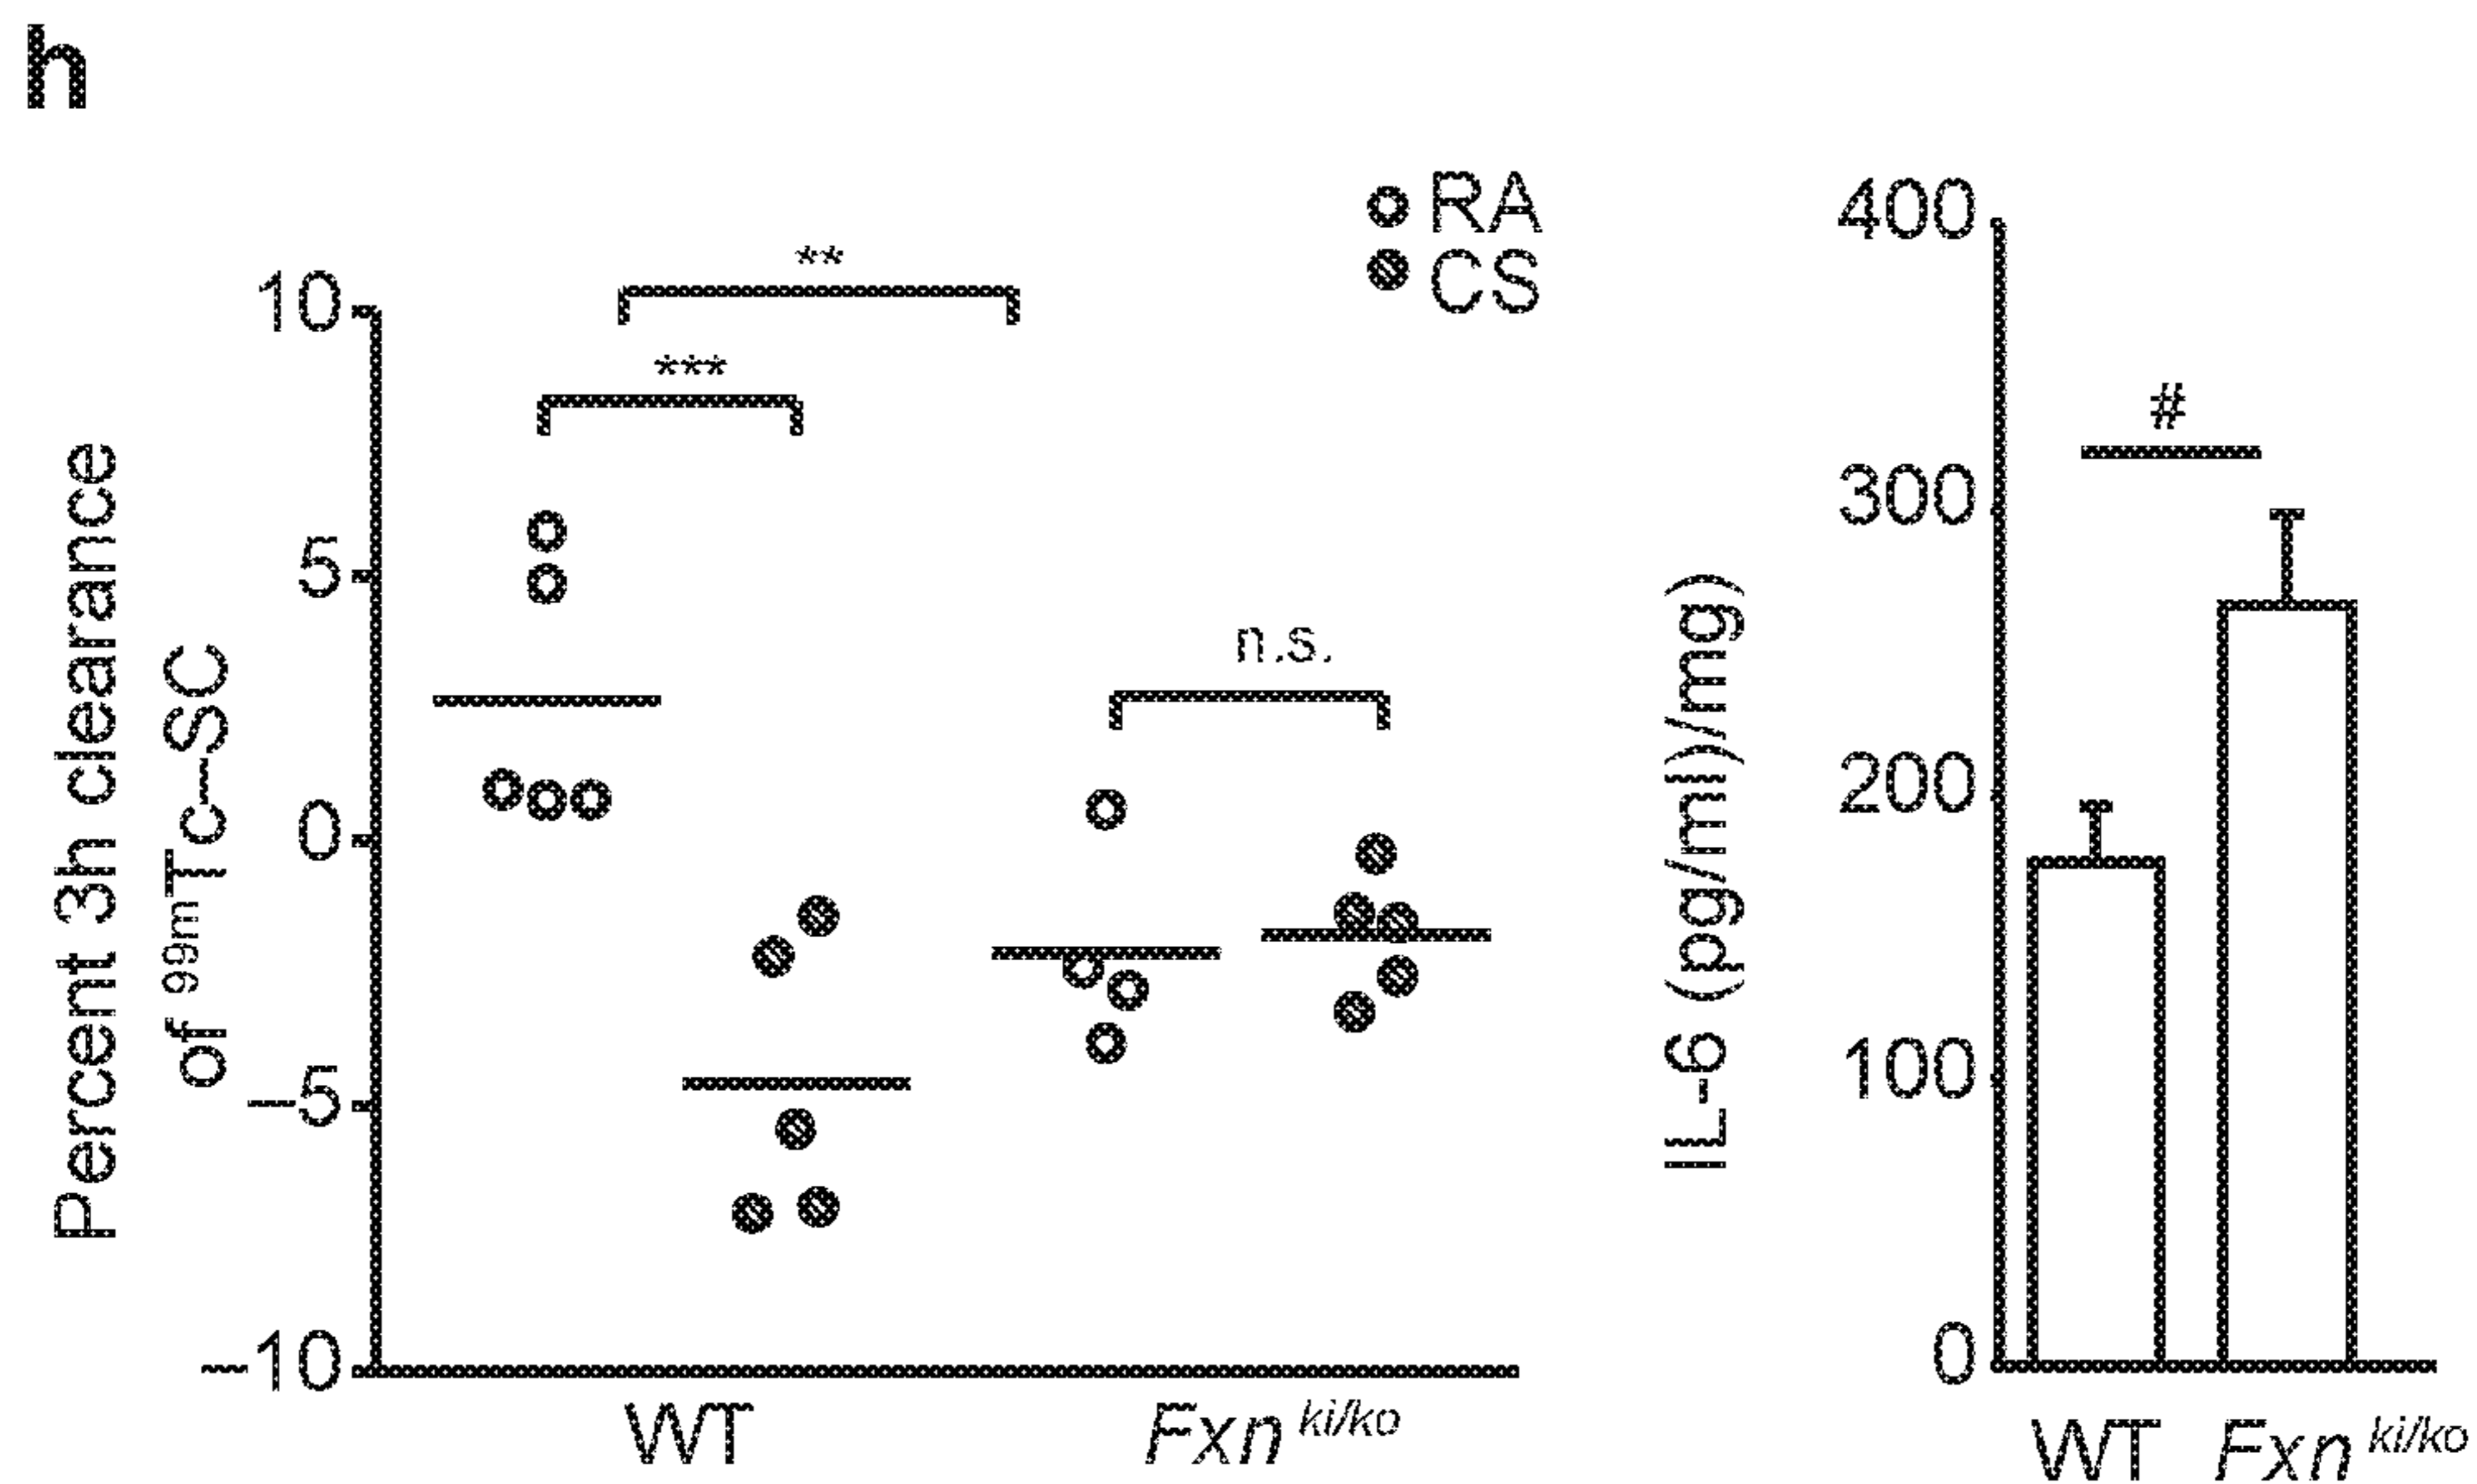 h
RA
CS
**
***
n.s.
10
5
0
–5
–10
Percent 3h clearance
of 99mTc–SC
WT
Fxn ki/ko
#
400
300
200
100
0
IL-6 (pg/ml)/mg)
WT
Fxn ki/ko